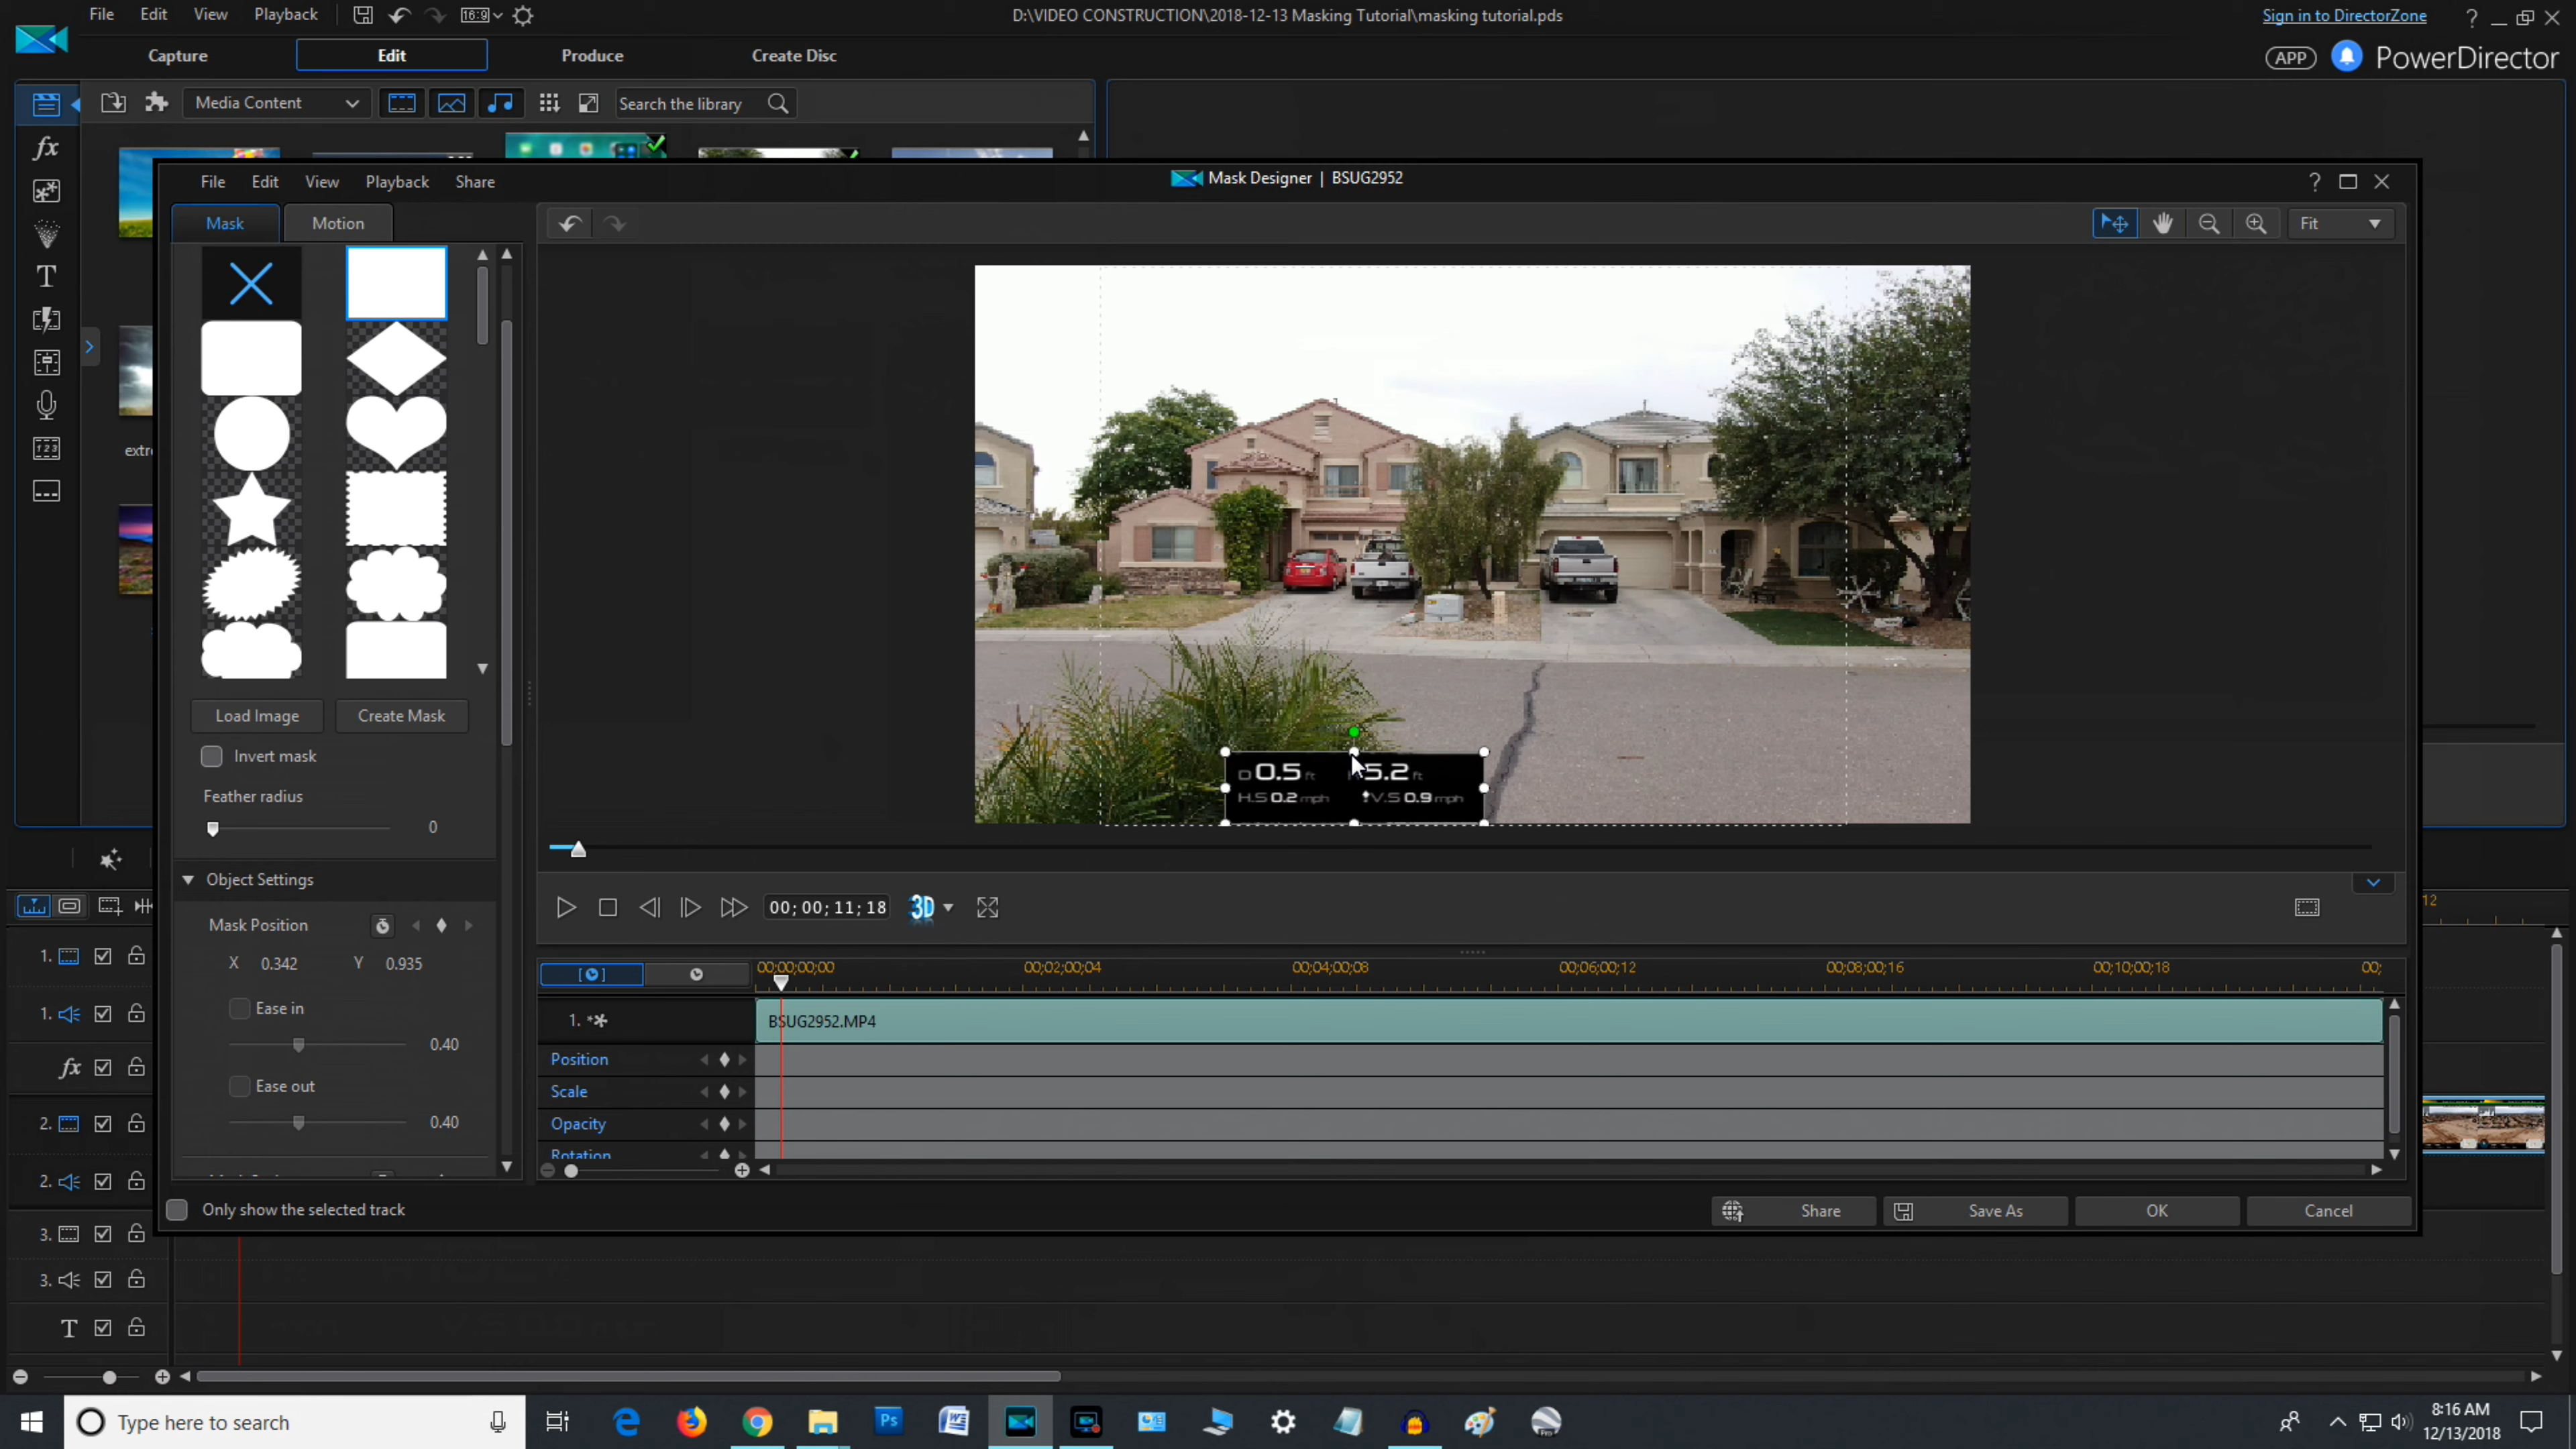 File Edit View Playback 16:9 D:\VIDEO CONSTRUCTION\2018-12-13 Masking Tutorial\masking tutorial.pds Sign in to DirectorZone ?
Capture Edit Produce Create Disc APP PowerDirector
Media Content Search the library
File Edit View Playback Share Mask Designer | BSUG2952 ?
Mask Motion Fit
fx
T
extre
Load Image Create Mask
Invert mask
Feather radius
0
D 0.5 ft 5.2 ft
H.S 0.2 mph V.S 0.9 mph
Object Settings
00;00;11;18 3D
12
Mask Position
X 0.342 Y 0.935
Ease in
0.40
Ease out
0.40
00;00;00;00 00;02;00;04 00;04;00;08 00;06;00;12 00;08;00;16 00;10;00;18 00;
1. BSUG2952.MP4
Position
Scale
Opacity
Rotation
1.
1.
fx
2.
2.
3.
3.
T
Only show the selected track Share Save As OK Cancel
Type here to search Ps W 8:16 AM
12/13/2018